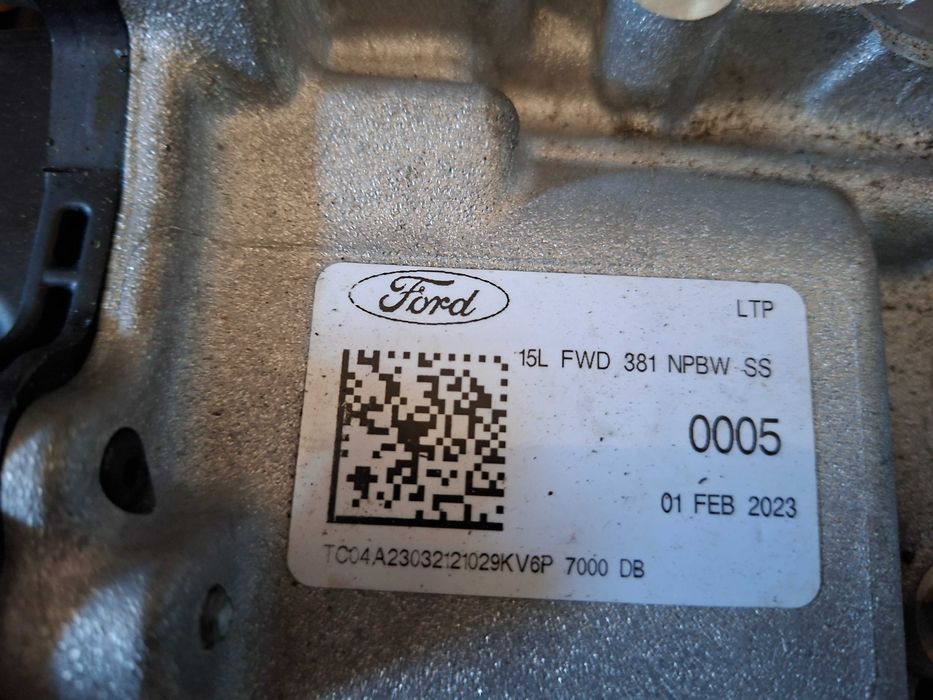 Ford
LTP
15L FWD 381 NPBW SS
0005
01 FEB 2023
TC04A23032121029KV6P 7000 DB